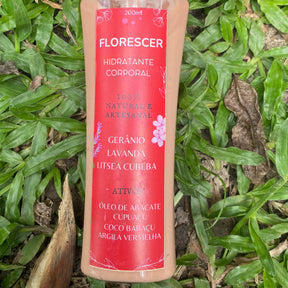 200ml
FLORESCER
HIDRATANTE
CORPORAL
100%
NATURAL E
ARTESANAL
GERÂNIO
LAVANDA
LITSEA CUBEBA
ATIVOS
ÓLEO DE ABACATE
CUPUAÇU
COCO BABAÇU
ARGILA VERMELHA